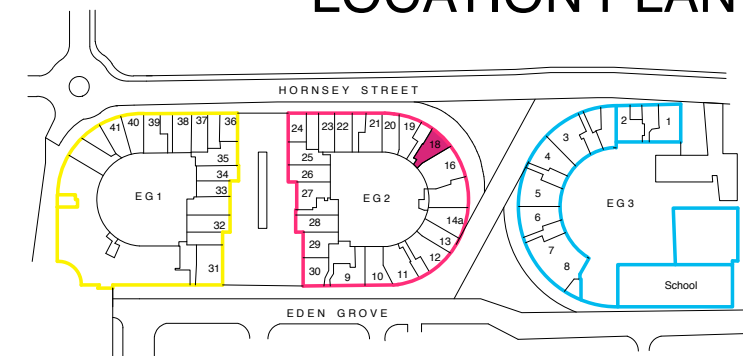 LOCATION PLAN
HORNSEY STREET
41 40 39 38 37 36
35
34
33
32
31
EG1
24 23 22 21 20 19
18
16
25
26
27
28
29
30
EG2
14a
13
12
11
10
9
2 1
3
4
5
6
7
8
EG3
School
EDEN GROVE